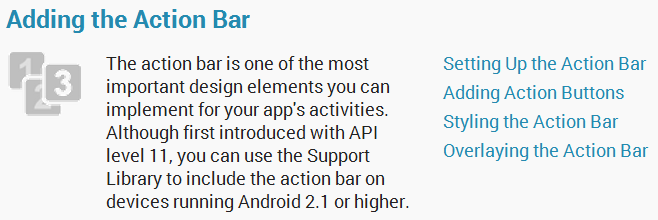 Adding the Action Bar
1
2
3
The action bar is one of the most
important design elements you can
implement for your app's activities.
Although first introduced with API
level 11, you can use the Support
Library to include the action bar on
devices running Android 2.1 or higher.
Setting Up the Action Bar
Adding Action Buttons
Styling the Action Bar
Overlaying the Action Bar